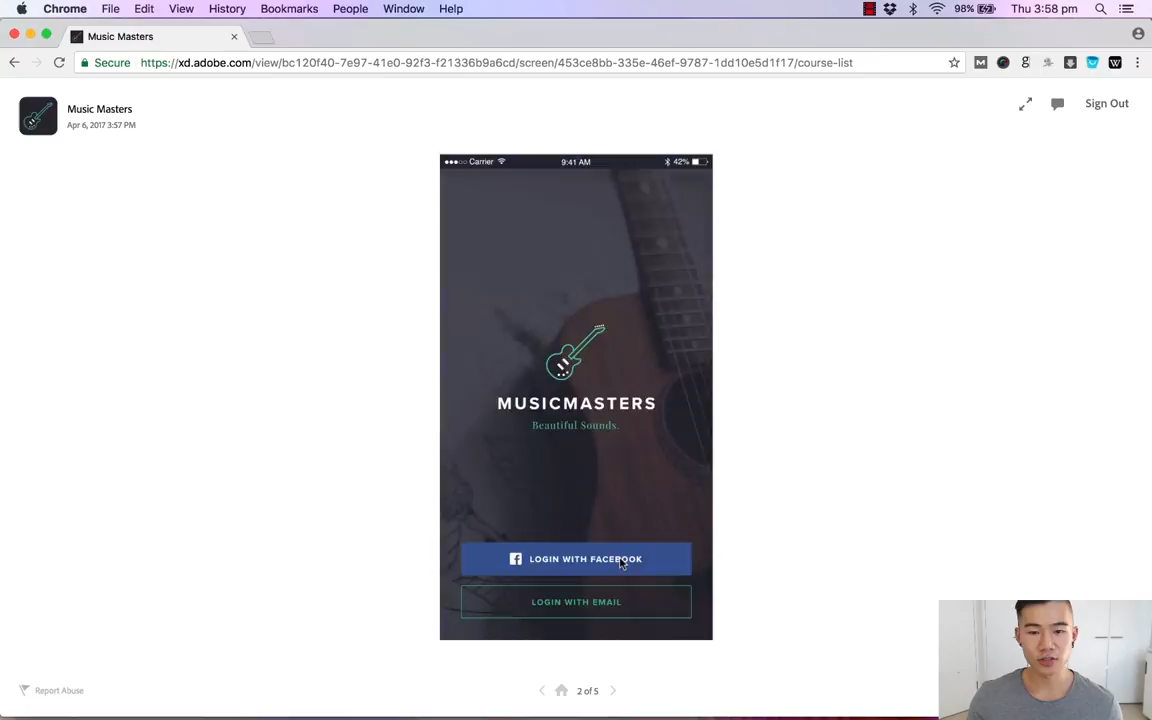 Chrome File Edit View History Bookmarks People Window Help 98% Thu 3:58 pm
Music Masters
Secure https://xd.adobe.com/view/bc120f40-7e97-41e0-92f3-f21336b9a6cd/screen/453ce8bb-335e-46ef-9787-1dd10e5d1f17/course-list
Music Masters
Apr 6, 2017 3:57 PM
Sign Out
Carrier 9:41 AM 42%
MUSICMASTERS
Beautiful Sounds.
LOGIN WITH FACEBOOK
LOGIN WITH EMAIL
Report Abuse
2 of 5